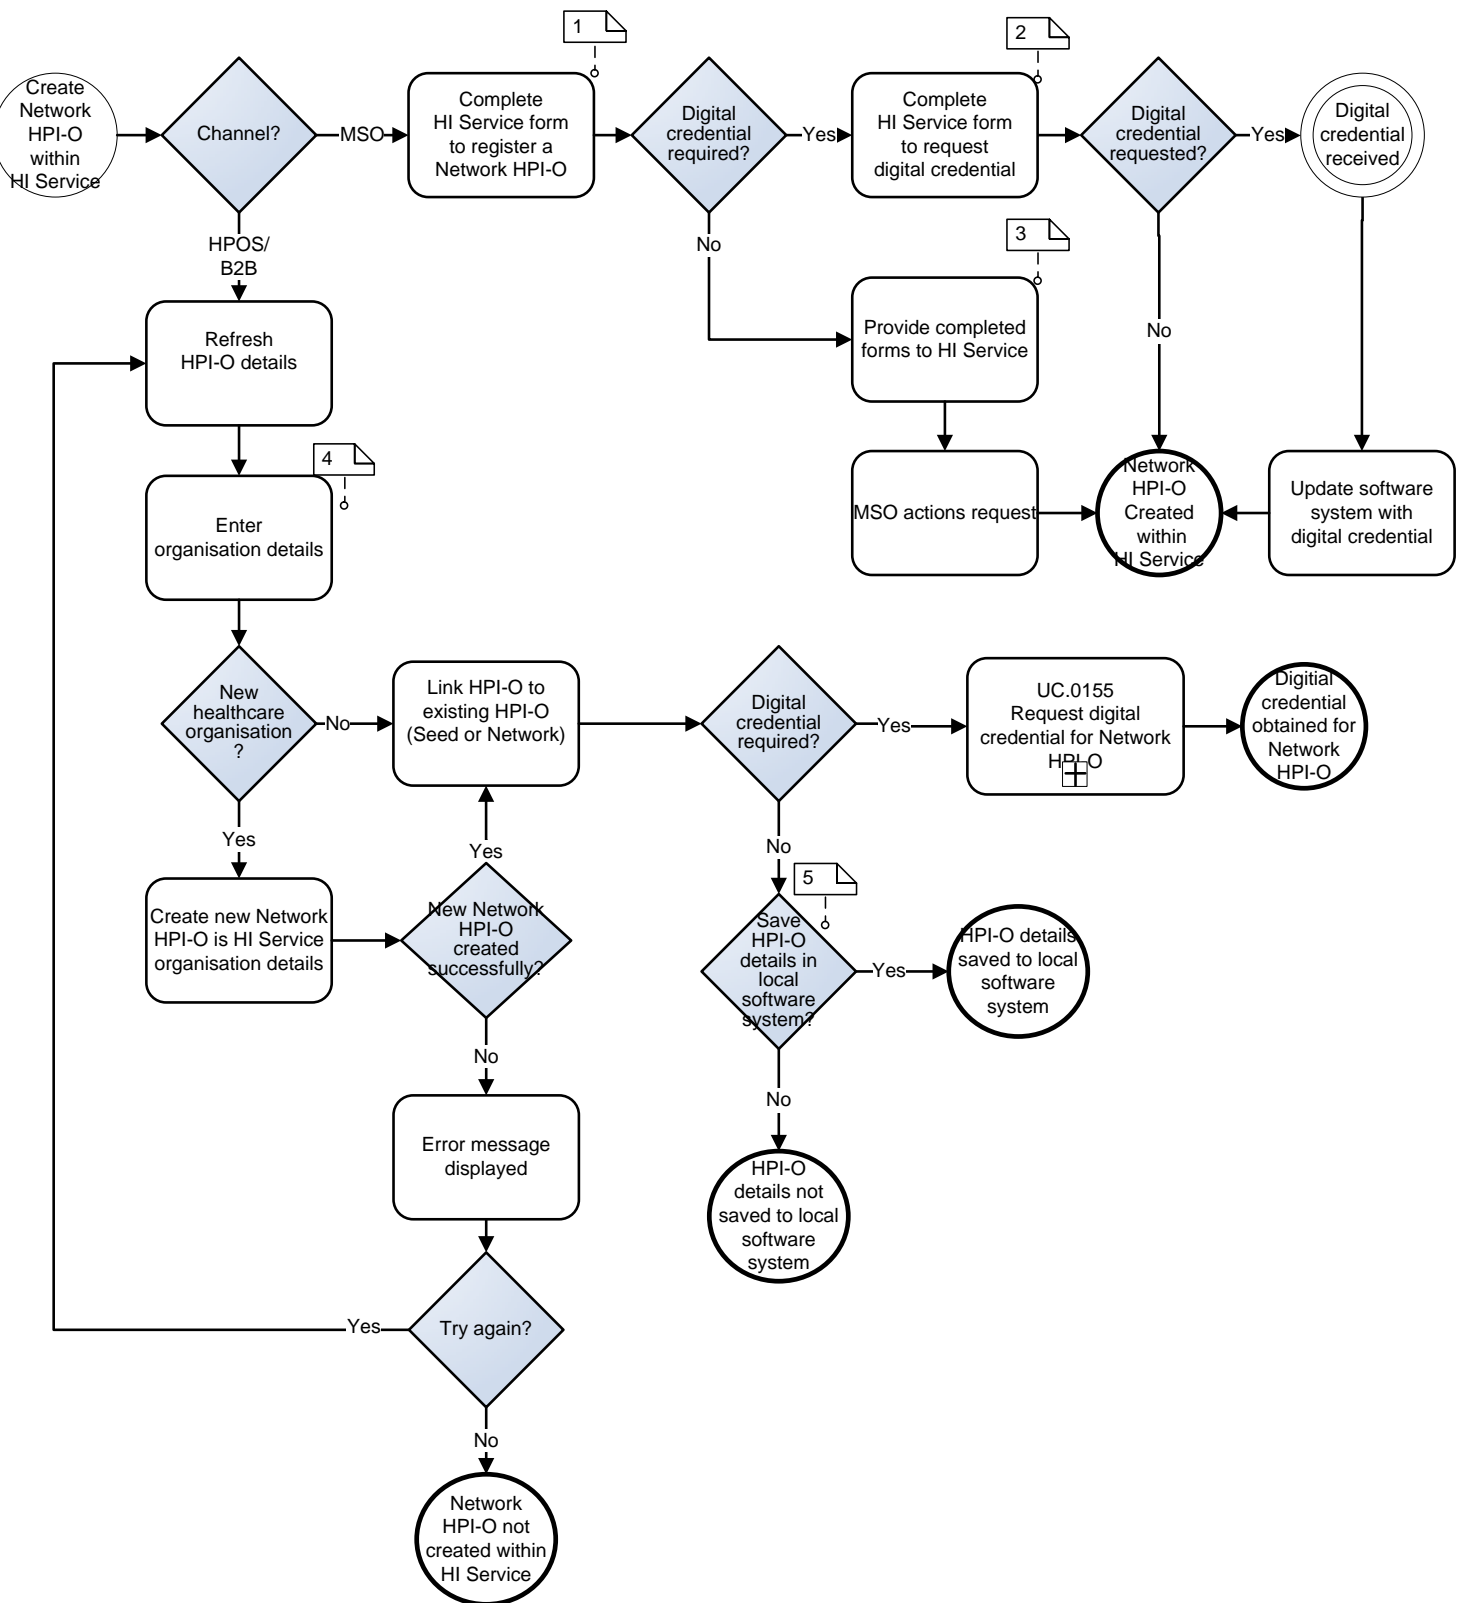 1
2
Create
Network
HPI-O
within
HI Service
Channel?
MSO
Complete
HI Service form
to register a
Network HPI-O
Digital
credential
required?
Yes
Complete
HI Service form
to request
digital credential
Digital
credential
requested?
Yes
Digital
credential
received
HPOS/
B2B
No
3
Refresh
HPI-O details
Provide completed
forms to HI Service
No
4
Enter
organisation details
MSO actions request
Network
HPI-O
Created
within
HI Service
Update software
system with
digital credential
New
healthcare
organisation
?
No
Link HPI-O to
existing HPI-O
(Seed or Network)
Digital
credential
required?
Yes
UC.0155
Request digital
credential for Network
HPI-O
Digitial
credential
obtained for
Network
HPI-O
Yes
Yes
No
5
Create new Network
HPI-O is HI Service
organisation details
New Network
HPI-O
created
successfully?
Save
HPI-O
details in
local
software
system?
Yes
HPI-O details
saved to local
software
system
No
No
Error message
displayed
HPI-O
details not
saved to local
software
system
Yes
Try again?
No
Network
HPI-O not
created within
HI Service